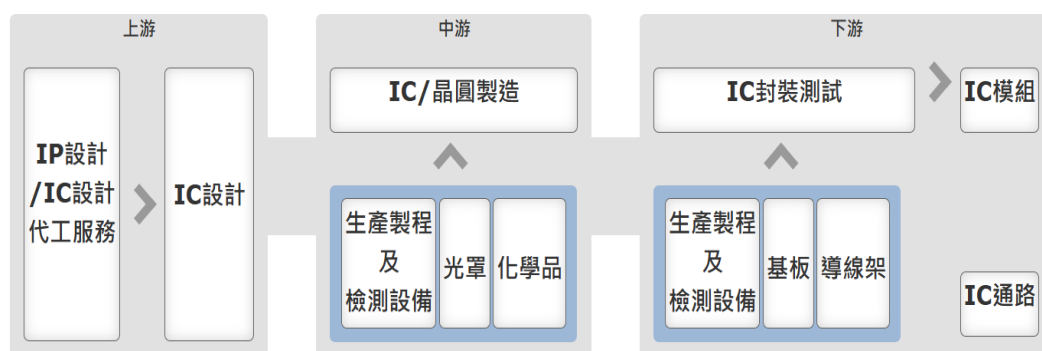 上游
IP設計
/IC設計
代工服務
IC設計
中游
IC/晶圓製造
生產製程
及
檢測設備
光罩
化學品
下游
IC封裝測試
IC模組
生產製程
及
檢測設備
基板
導線架
IC通路